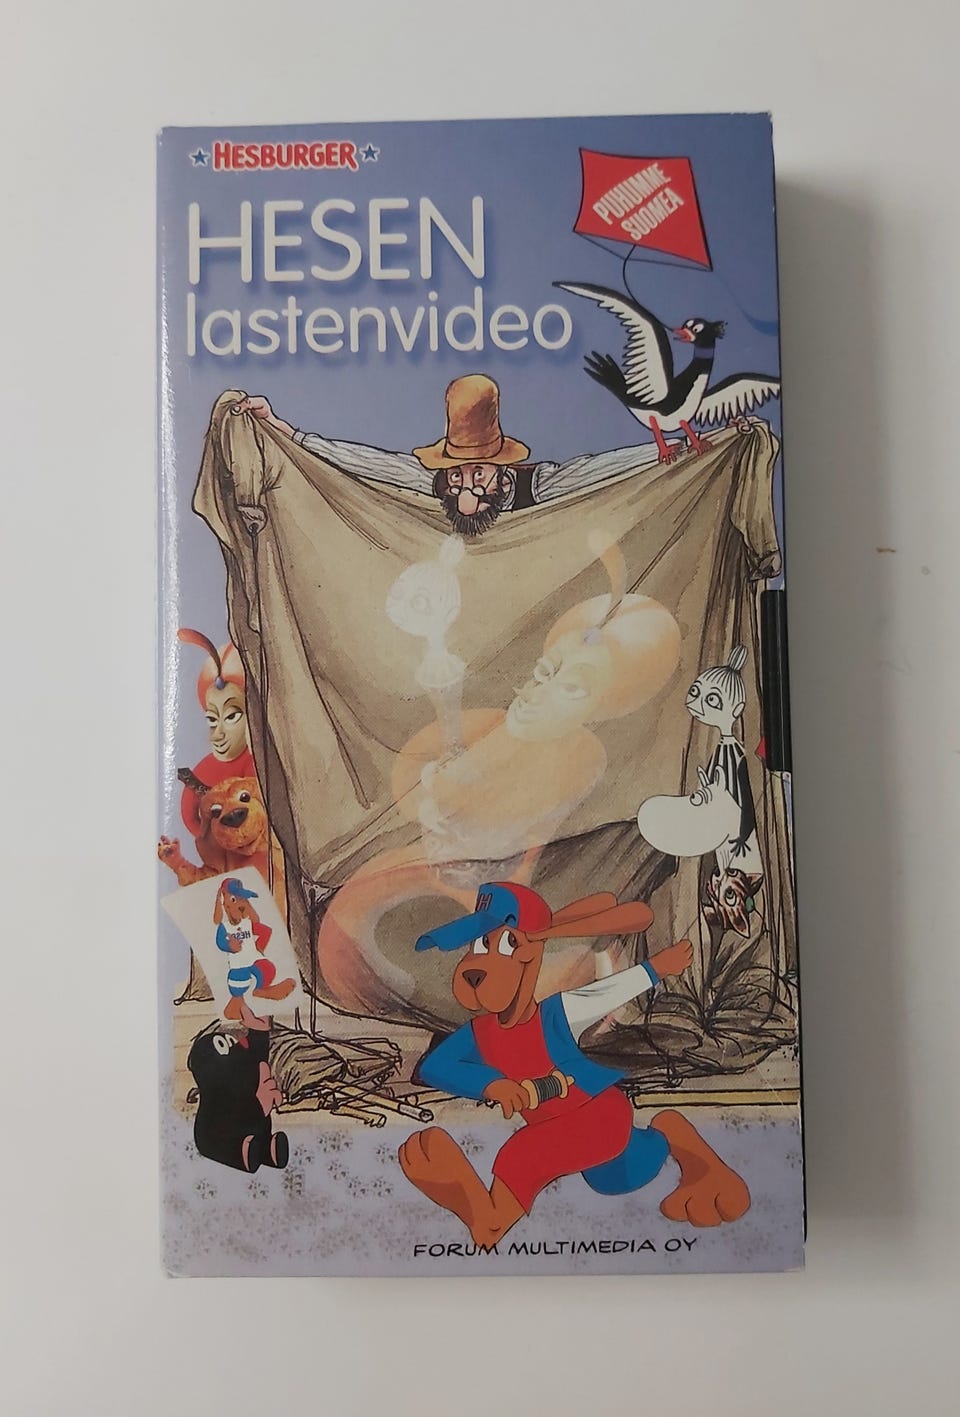 HESBURGER
HESEN
lastenvideo
PUHUMME
SUOMEA
H
FORUM MULTIMEDIA OY